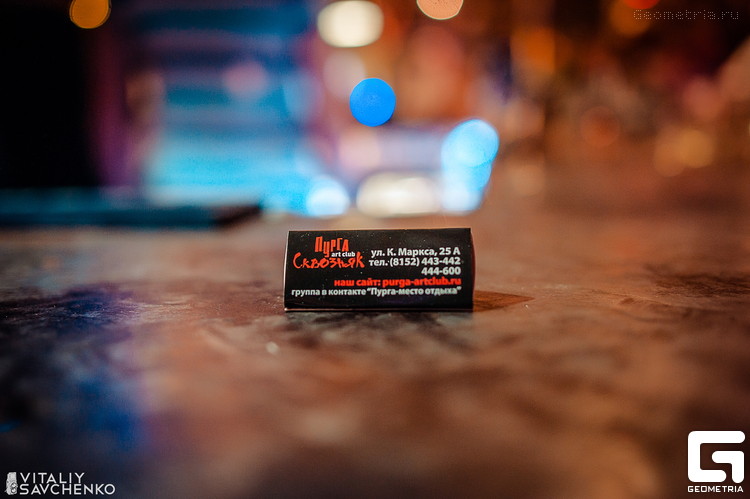 Geometria.ru
ПУРГА
art club
СКВОЗНЯК
ул. К. Маркса, 25 А
тел. (8152) 443-442
444-600
наш сайт: purga-artclub.ru
группа в контакте "Пурга-место отдыха"
VITALIY
SAVCHENKO
GEOMETRIA